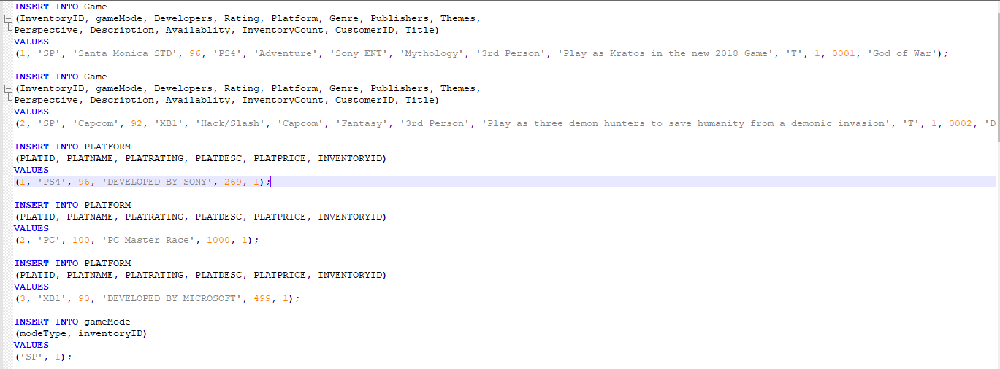 INSERT INTO Game
(InventoryID, gameMode, Developers, Rating, Platform, Genre, Publishers, Themes,
Perspective, Description, Availablity, InventoryCount, CustomerID, Title)
VALUES
(1, 'SP', 'Santa Monica STD', 96, 'PS4', 'Adventure', 'Sony ENT', 'Mythology', '3rd Person', 'Play as Kratos in the new 2018 Game', 'T', 1, 0001, 'God of War');
INSERT INTO Game
(InventoryID, gameMode, Developers, Rating, Platform, Genre, Publishers, Themes,
Perspective, Description, Availablity, InventoryCount, CustomerID, Title)
VALUES
(2, 'SP', 'Capcom', 92, 'XB1', 'Hack/Slash', 'Capcom', 'Fantasy', '3rd Person', 'Play as three demon hunters to save humanity from a demonic invasion', 'T', 1, 0002, 'D
INSERT INTO PLATFORM
(PLATID, PLATNAME, PLATRATING, PLATDESC, PLATPRICE, INVENTORYID)
VALUES
(1, 'PS4', 96, 'DEVELOPED BY SONY', 269, 1);
INSERT INTO PLATFORM
(PLATID, PLATNAME, PLATRATING, PLATDESC, PLATPRICE, INVENTORYID)
VALUES
(2, 'PC', 100, 'PC Master Race', 1000, 1);
INSERT INTO PLATFORM
(PLATID, PLATNAME, PLATRATING, PLATDESC, PLATPRICE, INVENTORYID)
VALUES
(3, 'XB1', 90, 'DEVELOPED BY MICROSOFT', 499, 1);
INSERT INTO gameMode
(modeType, inventoryID)
VALUES
('SP', 1);